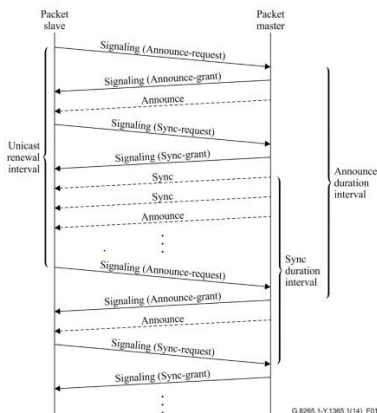 Packet
slave
Packet
master
Signaling (Announce-request)
Signaling (Announce-grant)
Announce
Signaling (Sync-request)
Unicast
renewal
interval
Signaling (Sync-grant)
Sync
Sync
Announce
Announce
duration
interval
Sync
duration
interval
Signaling (Announce-request)
Signaling (Announce-grant)
Announce
Signaling (Sync-request)
Signaling (Sync-grant)
G.8265.1-Y.1365.1(14)_F01